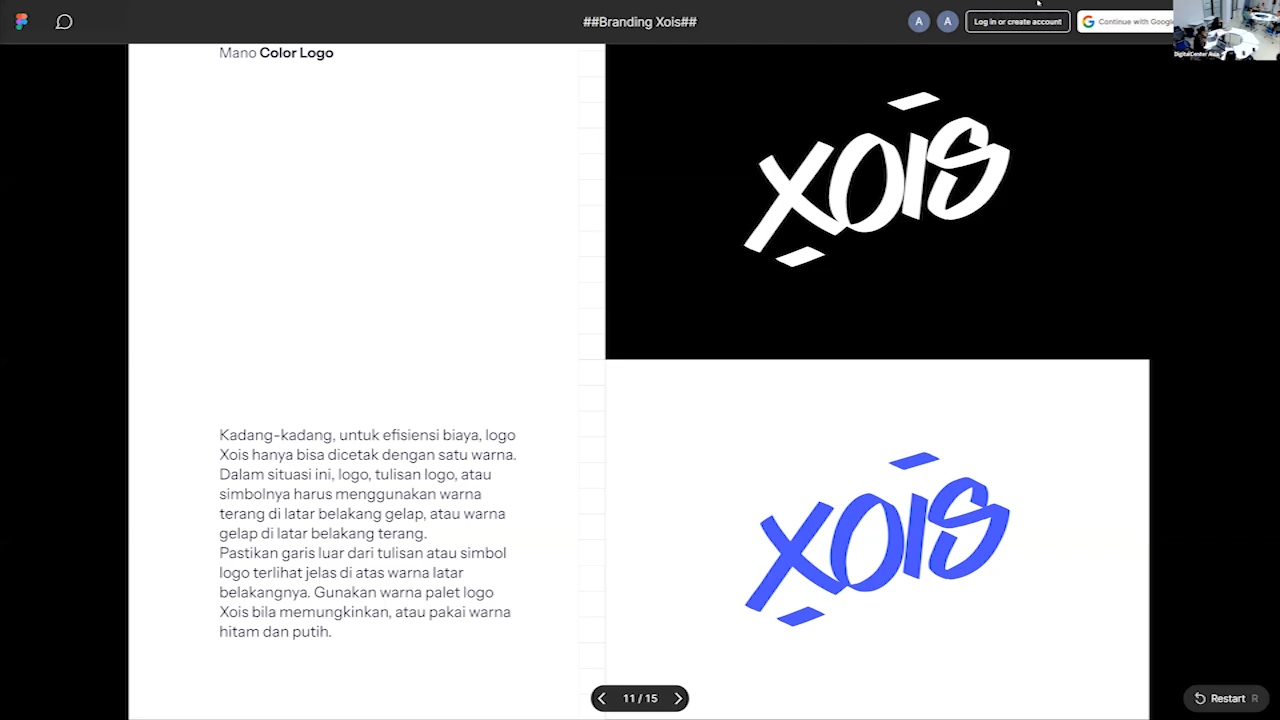 ##Branding Xois##
A
A
Log in or create account
Continue with Google
DigitalCenter Asia
Mano Color Logo
XOIS
Kadang-kadang, untuk efisiensi biaya, logo
Xois hanya bisa dicetak dengan satu warna.
Dalam situasi ini, logo, tulisan logo, atau
simbolnya harus menggunakan warna
terang di latar belakang gelap, atau warna
gelap di latar belakang terang.
Pastikan garis luar dari tulisan atau simbol
logo terlihat jelas di atas warna latar
belakangnya. Gunakan warna palet logo
Xois bila memungkinkan, atau pakai warna
hitam dan putih.
XOIS
11 / 15
Restart R